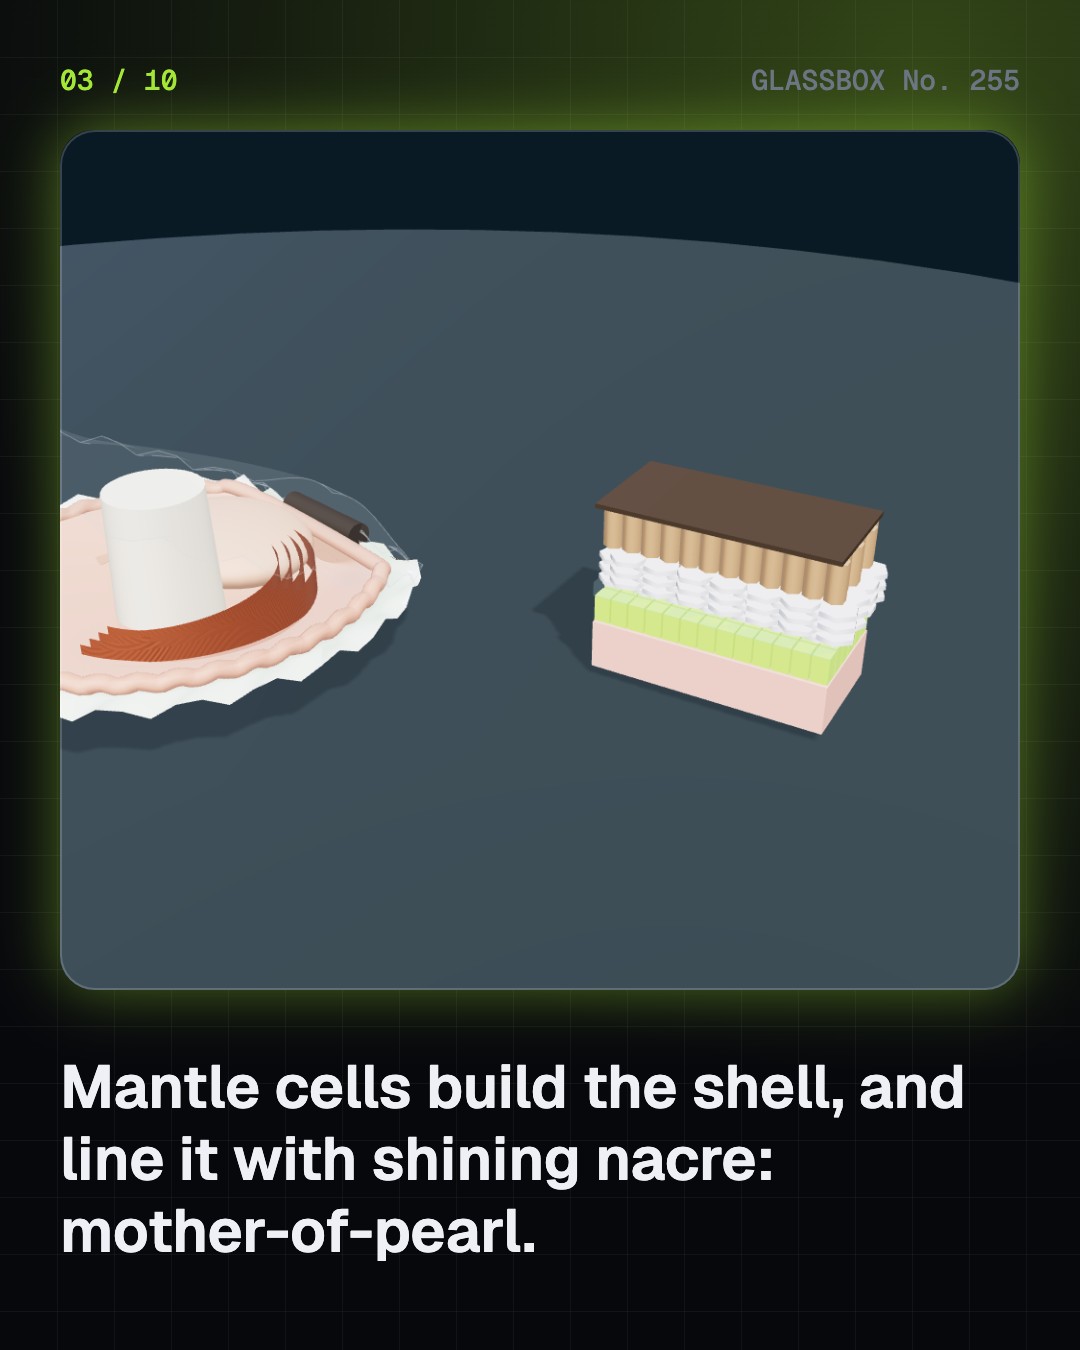 03 / 10
GLASSBOX No. 255
Mantle cells build the shell, and
line it with shining nacre:
mother-of-pearl.